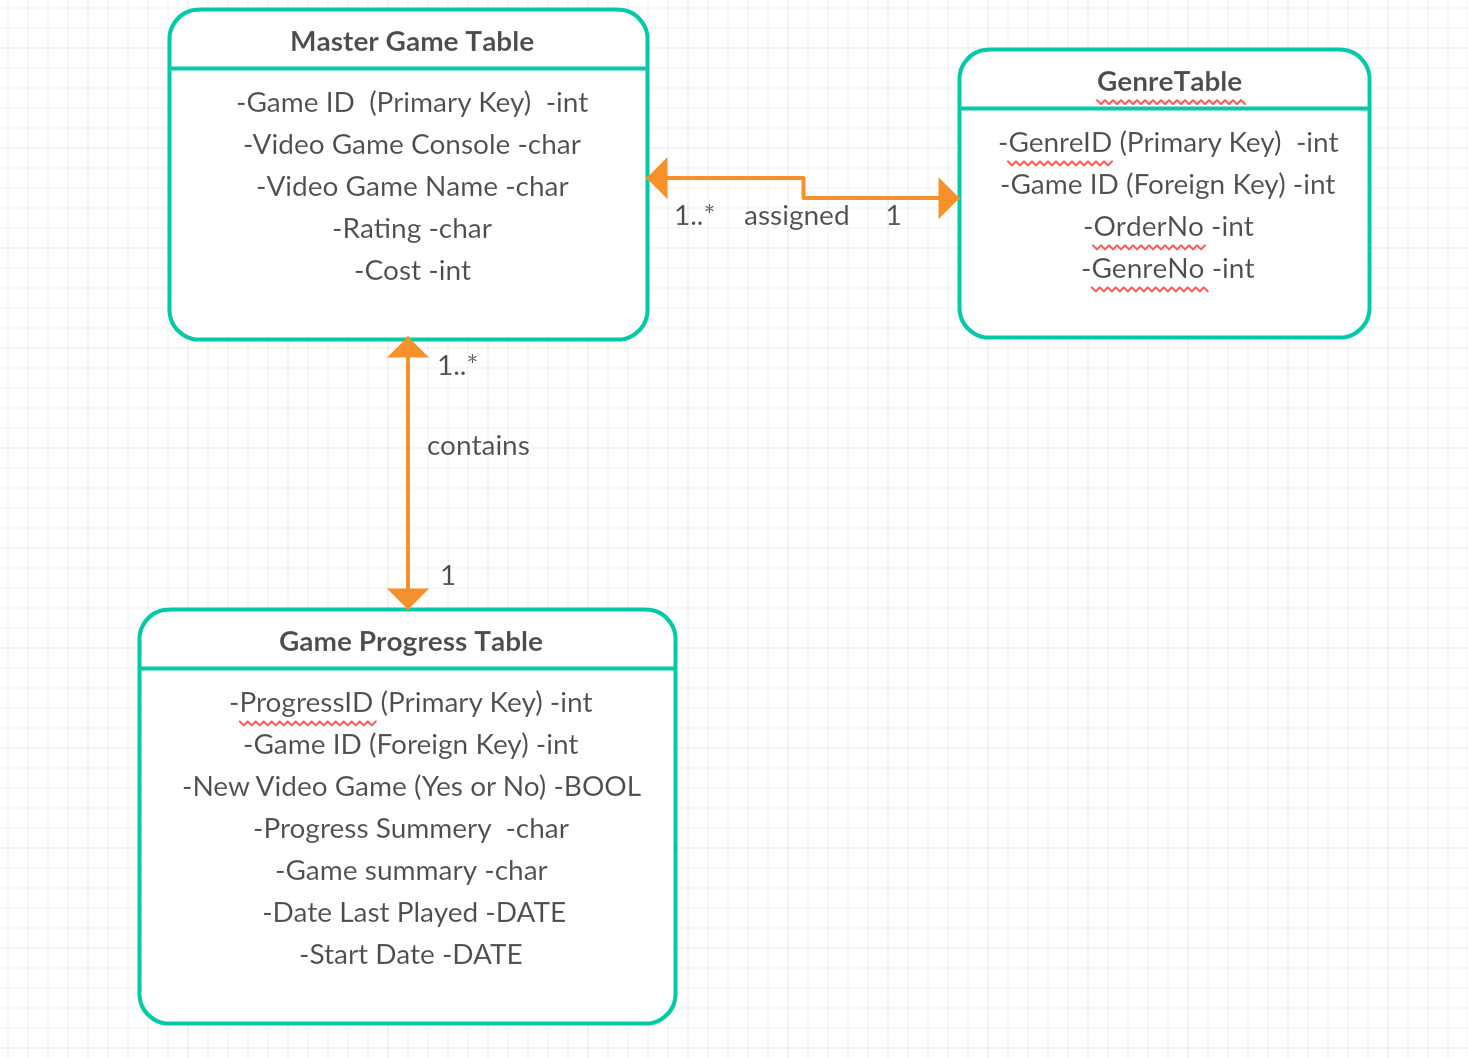 Master Game Table
-Game ID  (Primary Key)  -int
-Video Game Console -char
-Video Game Name -char
-Rating -char
-Cost -int
GenreTable
-GenreID (Primary Key)  -int
-Game ID (Foreign Key) -int
-OrderNo -int
-GenreNo -int
1..* assigned 1
1..*
contains
1
Game Progress Table
-ProgressID (Primary Key) -int
-Game ID (Foreign Key) -int
-New Video Game (Yes or No) -BOOL
-Progress Summery  -char
-Game summary -char
-Date Last Played -DATE
-Start Date -DATE